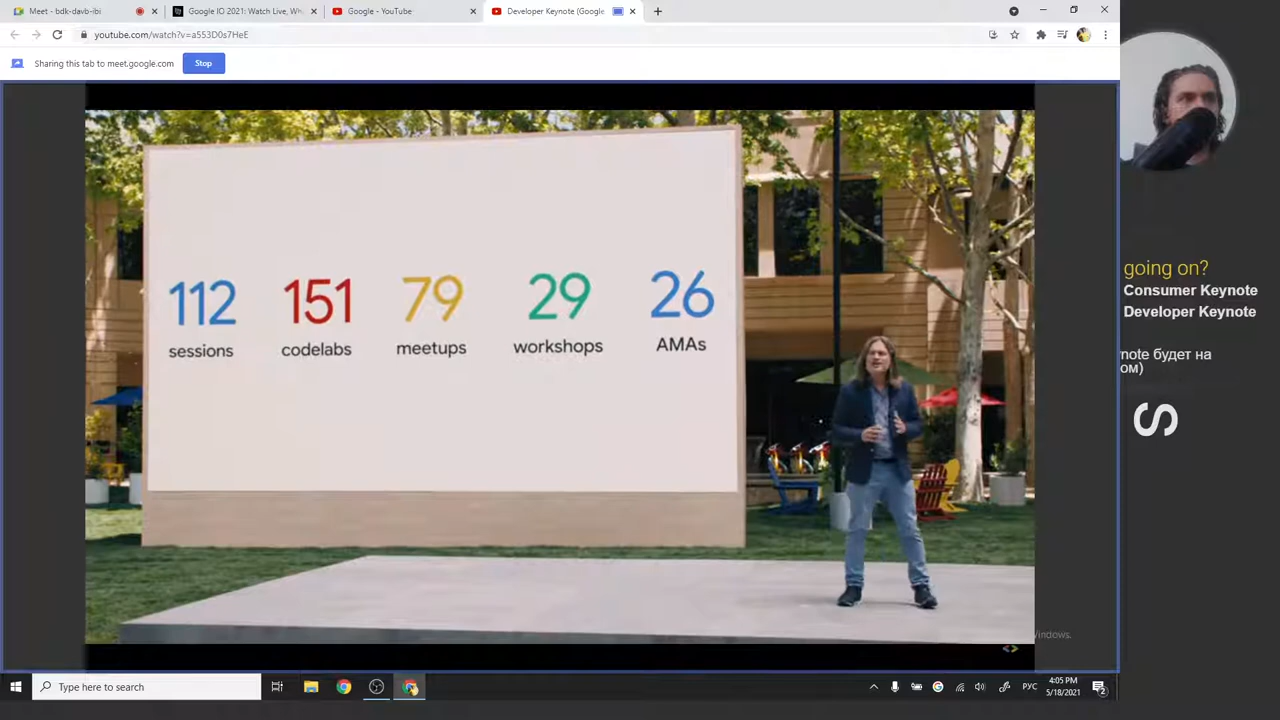 Meet - bdk-davb-ibi
Google IO 2021: Watch Live, Wh
Google - YouTube
Developer Keynote (Google
youtube.com/watch?v=a553D0s7HeE
Sharing this tab to meet.google.com
Stop
112 151 79 29 26
sessions codelabs meetups workshops AMAs
going on?
Consumer Keynote
Developer Keynote
note будет на
ом)
S
indows.
Type here to search
РУС
4:05 PM
5/18/2021
2